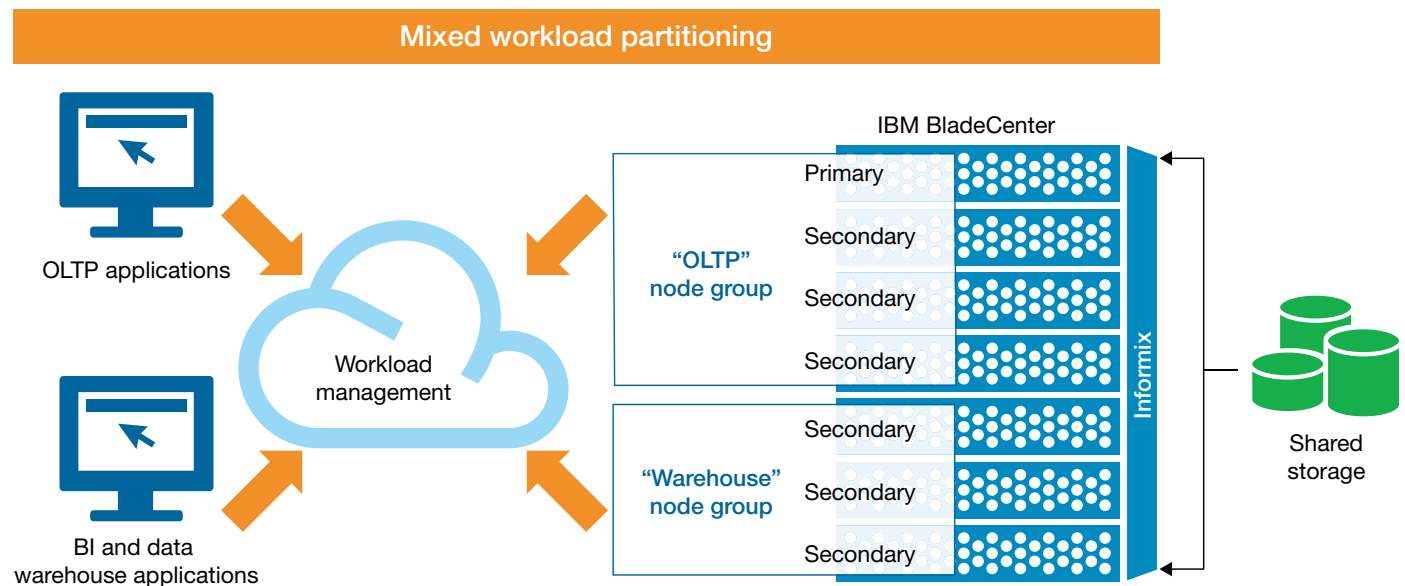 Mixed workload partitioning
OLTP applications
BI and data
warehouse applications
Workload
management
“OLTP”
node group
“Warehouse”
node group
IBM BladeCenter
Primary
Secondary
Secondary
Secondary
Secondary
Secondary
Secondary
Informix
Shared
storage